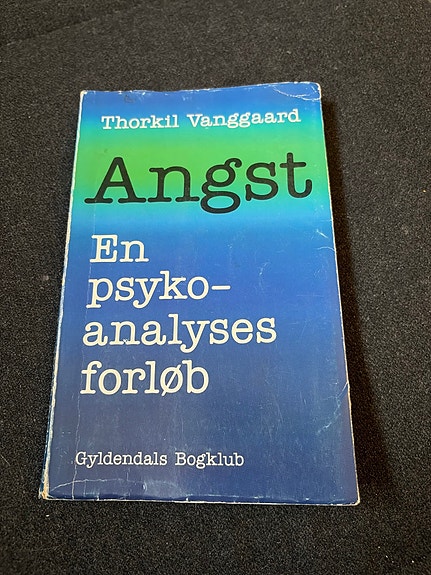 Thorkil Vanggaard
Angst
En
psyko-
analyses
forløb
Gyldendals Bogklub